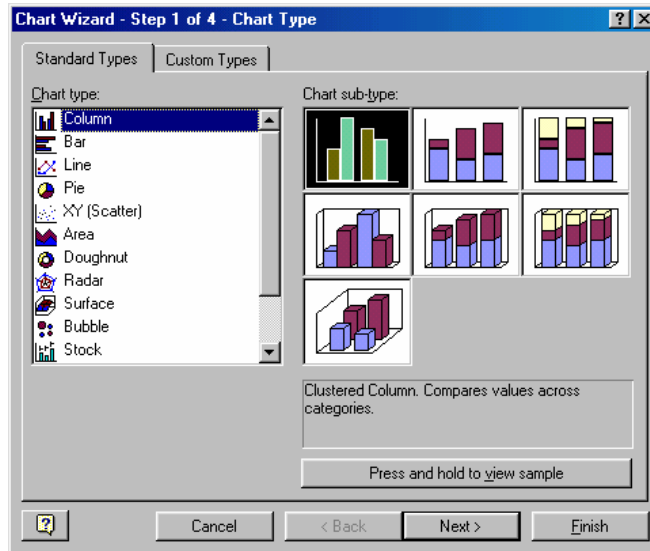 Chart Wizard - Step 1 of 4 - Chart Type
Standard Types
Custom Types
Chart type:
Column
Bar
Line
Pie
XY (Scatter)
Area
Doughnut
Radar
Surface
Bubble
Stock
Chart sub-type:
Clustered Column. Compares values across
categories.
Press and hold to view sample
Cancel
< Back
Next >
Finish